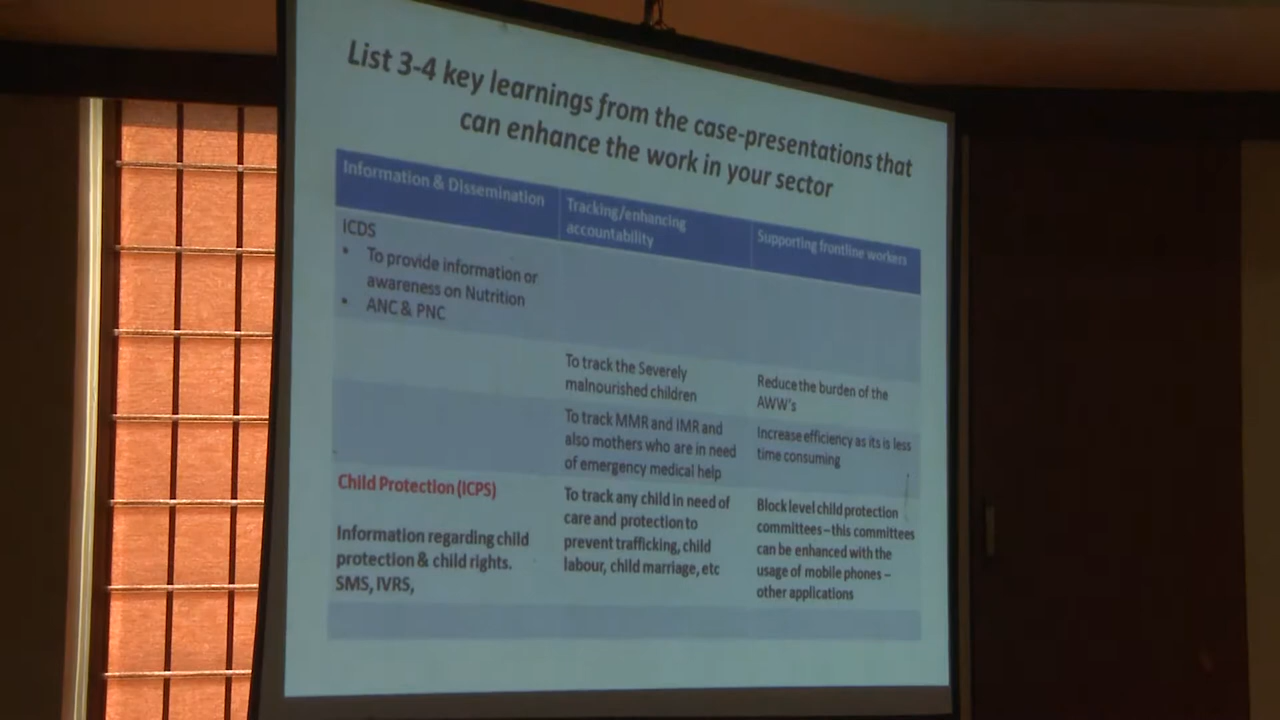 List 3-4 key learnings from the case-presentations that
can enhance the work in your sector
Information & Dissemination
Tracking/enhancing
accountability
Supporting frontline workers
ICDS
• To provide information or
awareness on Nutrition
• ANC & PNC
To track the Severely
malnourished children
Reduce the burden of the
AWW's
To track MMR and IMR and
also mothers who are in need
of emergency medical help
Increase efficiency as its is less
time consuming
Child Protection (ICPS)
Information regarding child
protection & child rights.
SMS, IVRS,
To track any child in need of
care and protection to
prevent trafficking, child
labour, child marriage, etc
Block level child protection
committees – this committees
can be enhanced with the
usage of mobile phones –
other applications